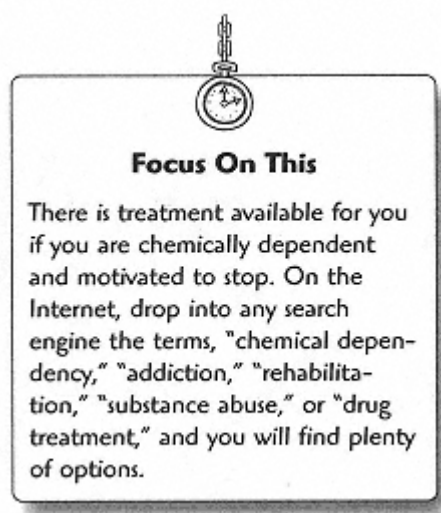 Focus On This
There is treatment available for you
if you are chemically dependent
and motivated to stop. On the
Internet, drop into any search
engine the terms, "chemical depen-
dency," "addiction," "rehabilita-
tion," "substance abuse," or "drug
treatment," and you will find plenty
of options.